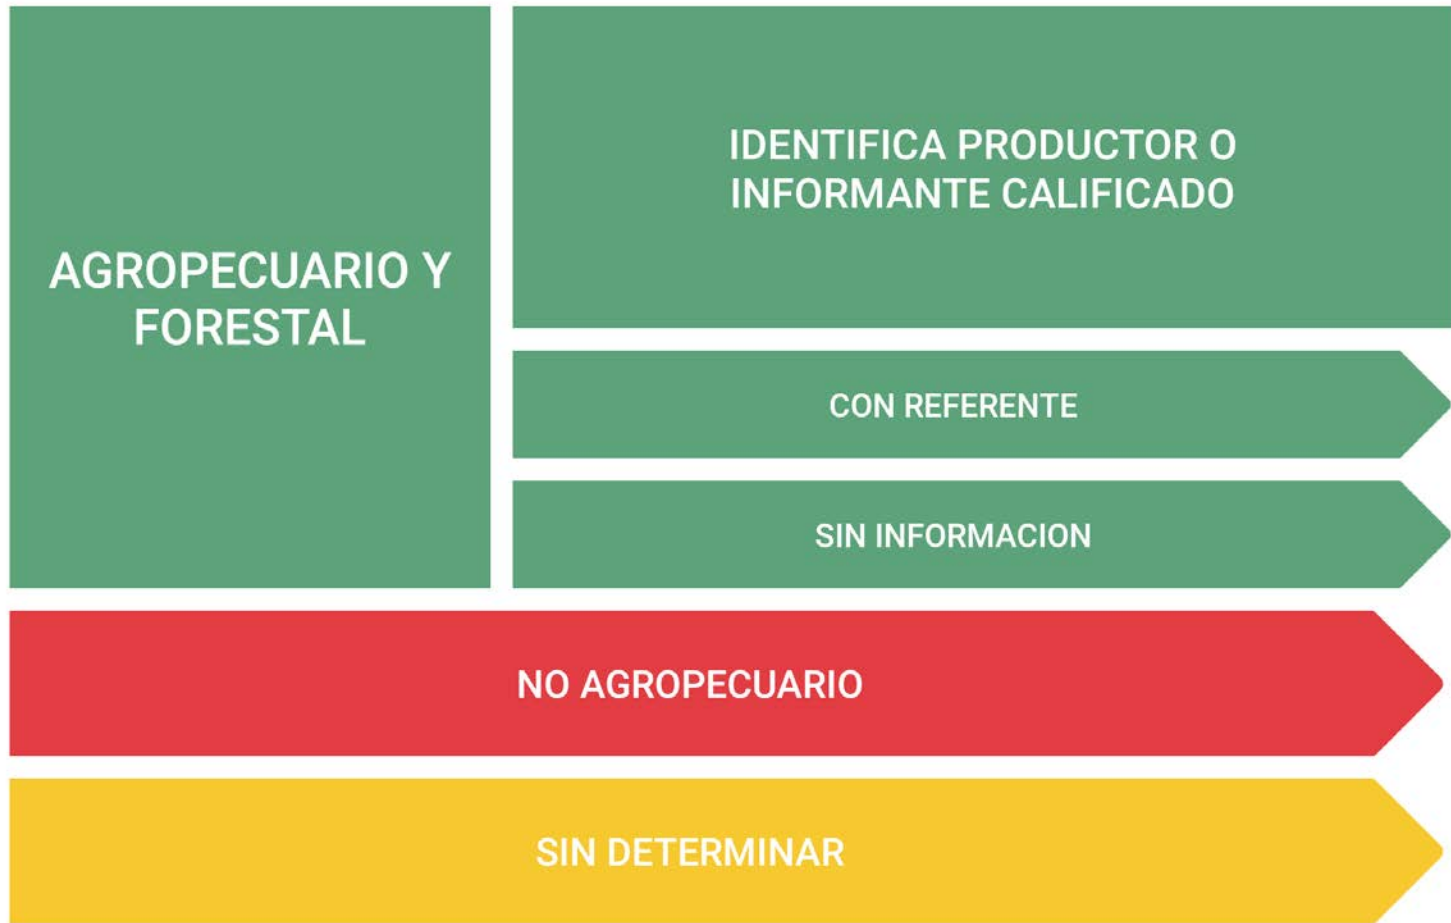 AGROPECUARIO Y
FORESTAL
IDENTIFICA PRODUCTOR O
INFORMANTE CALIFICADO
CON REFERENTE
SIN INFORMACION
NO AGROPECUARIO
SIN DETERMINAR